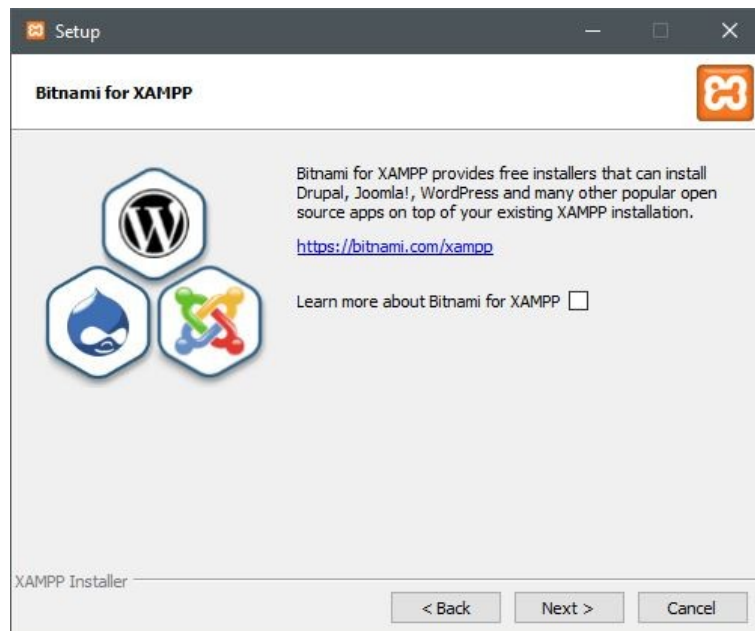 Setup
Bitnami for XAMPP
Bitnami for XAMPP provides free installers that can install
Drupal, Joomla!, WordPress and many other popular open
source apps on top of your existing XAMPP installation.
https://bitnami.com/xampp
Learn more about Bitnami for XAMPP
XAMPP Installer
< Back Next > Cancel